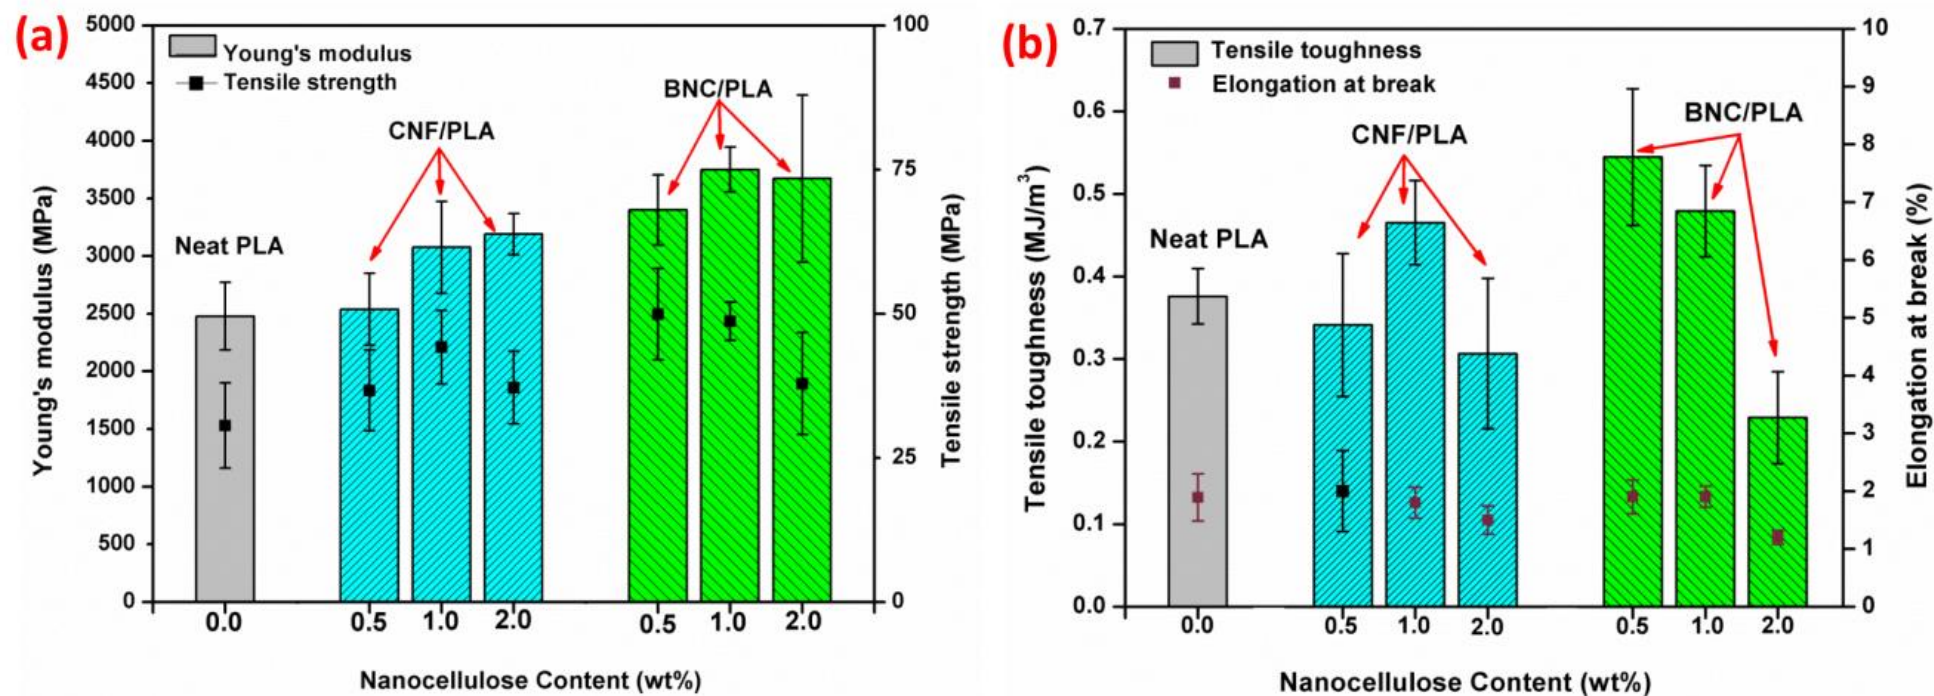 (a)
Young's modulus (MPa)
5000
4500
4000
3500
3000
2500
2000
1500
1000
500
0
Young's modulus
Tensile strength
Neat PLA
CNF/PLA
BNC/PLA
100
75
50
25
0
Tensile strength (MPa)
0.0 0.5 1.0 2.0 0.5 1.0 2.0
Nanocellulose Content (wt%)
(b)
Tensile toughness (MJ/m³)
0.7
0.6
0.5
0.4
0.3
0.2
0.1
0.0
Tensile toughness
Elongation at break
Neat PLA
CNF/PLA
BNC/PLA
10
9
8
7
6
5
4
3
2
1
0
Elongation at break (%)
0.0 0.5 1.0 2.0 0.5 1.0 2.0
Nanocellulose Content (wt%)